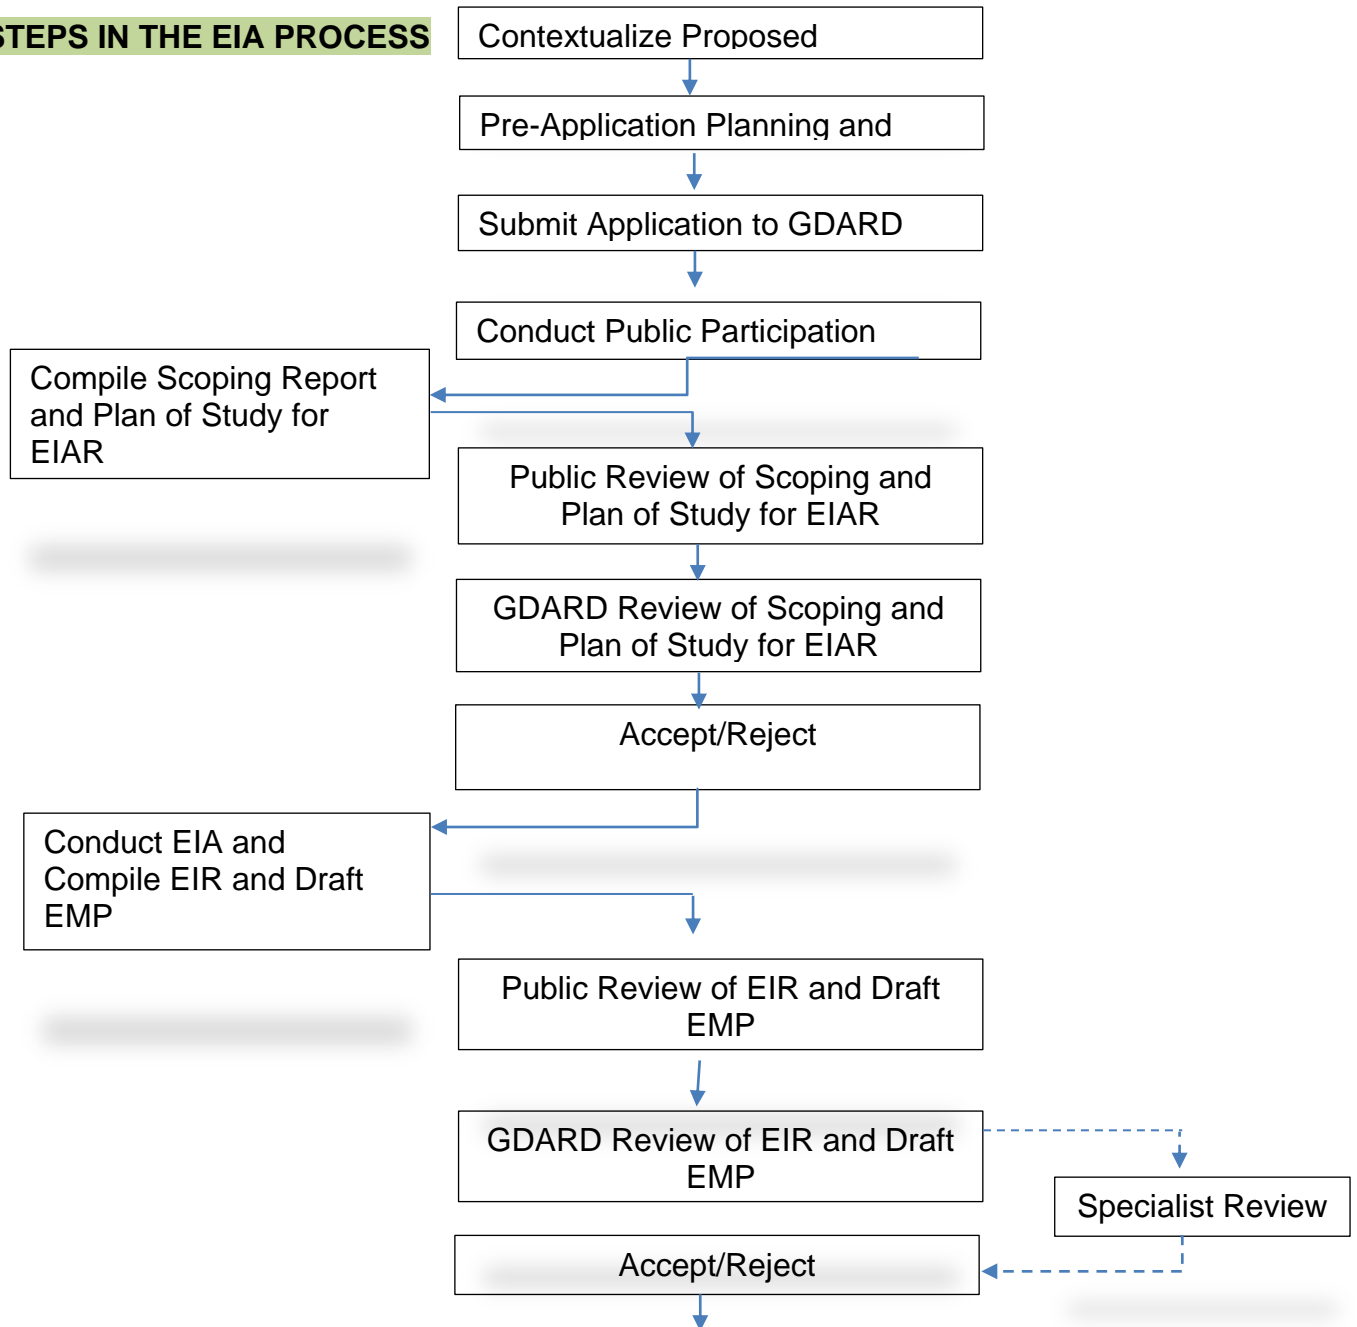 STEPS IN THE EIA PROCESS
Contextualize Proposed
Pre-Application Planning and
Submit Application to GDARD
Conduct Public Participation
Compile Scoping Report
and Plan of Study for
EIAR
Public Review of Scoping and
Plan of Study for EIAR
GDARD Review of Scoping and
Plan of Study for EIAR
Accept/Reject
Conduct EIA and
Compile EIR and Draft
EMP
Public Review of EIR and Draft
EMP
GDARD Review of EIR and Draft
EMP
Specialist Review
Accept/Reject